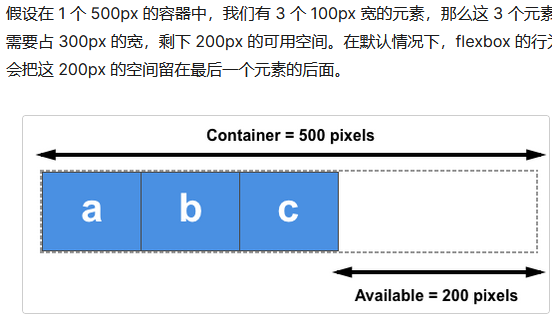 假设在 1 个 500px 的容器中，我们有 3 个 100px 宽的元素，那么这 3 个元素
需要占 300px 的宽，剩下 200px 的可用空间。在默认情况下，flexbox 的行为
会把这 200px 的空间留在最后一个元素的后面。
Container = 500 pixels
a b c
Available = 200 pixels